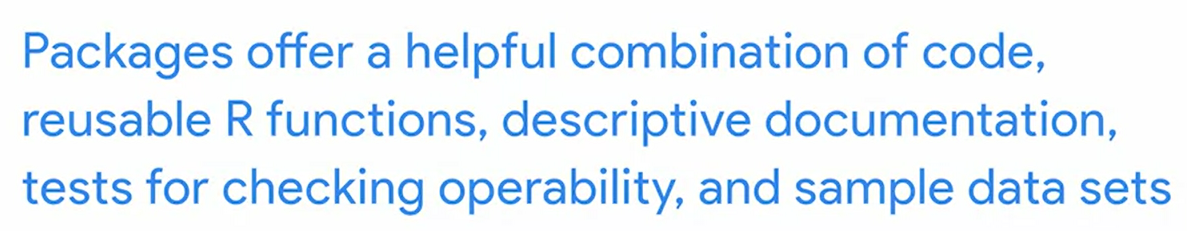 Packages offer a helpful combination of code,
reusable R functions, descriptive documentation,
tests for checking operability, and sample data sets